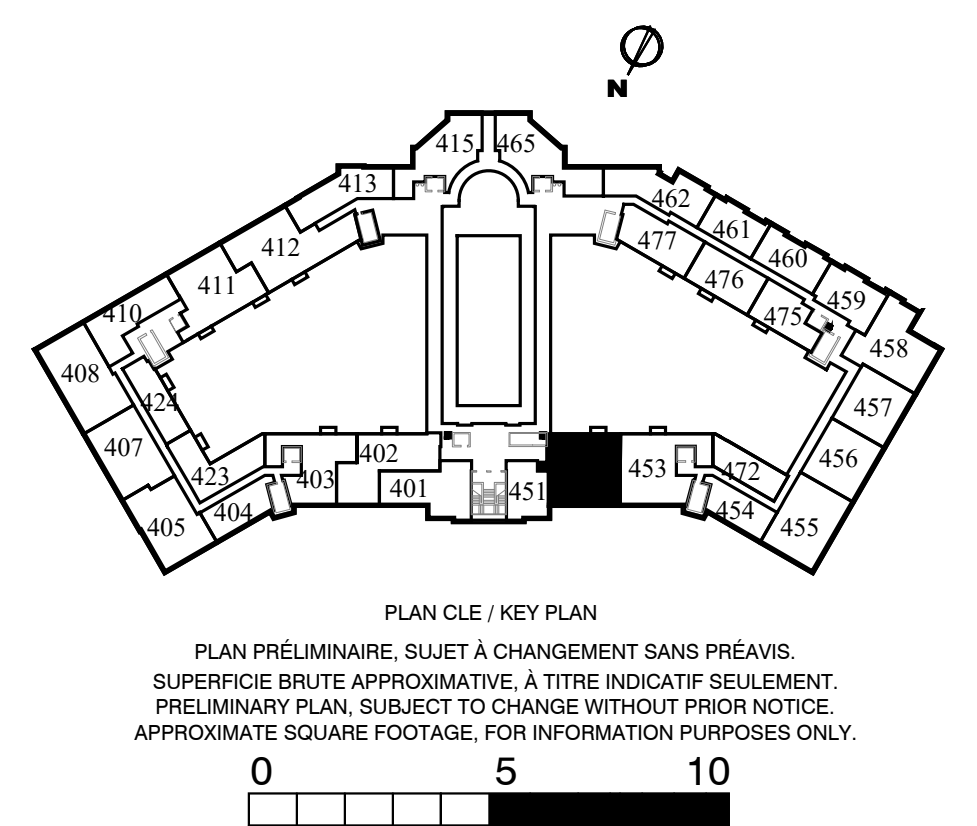 N
415 465
413 462
412 477 461
411 476 460
410 475 459
408 458
424 457
407 402 456
423 403 453 472
401 451
405 404 454 455
PLAN CLE / KEY PLAN
PLAN PRÉLIMINAIRE, SUJET À CHANGEMENT SANS PRÉAVIS.
SUPERFICIE BRUTE APPROXIMATIVE, À TITRE INDICATIF SEULEMENT.
PRELIMINARY PLAN, SUBJECT TO CHANGE WITHOUT PRIOR NOTICE.
APPROXIMATE SQUARE FOOTAGE, FOR INFORMATION PURPOSES ONLY.
0 5 10